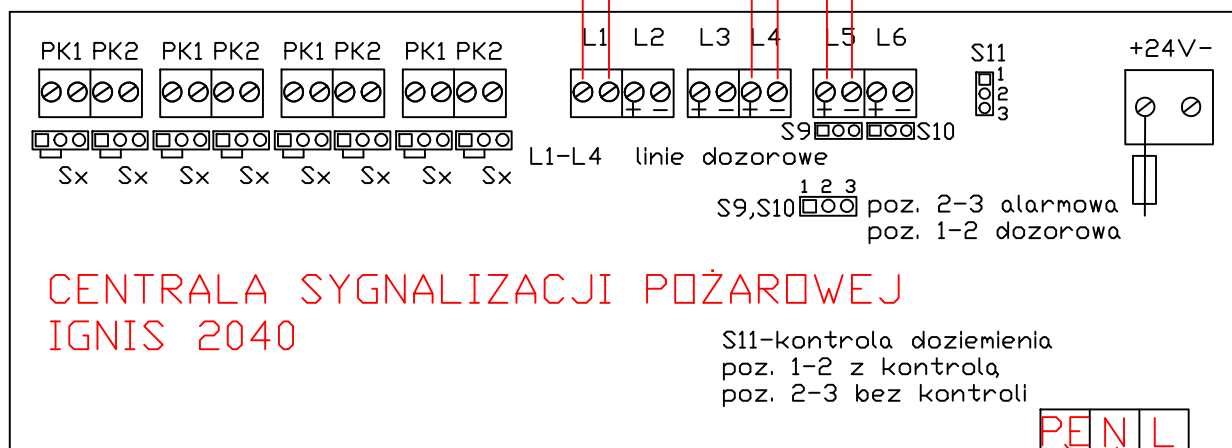 PK1 PK2 PK1 PK2 PK1 PK2 PK1 PK2 L1 L2 L3 L4 L5 L6 S11 +24V-
1
2
3
+ - + - + - + -
S9 S10
Sx Sx Sx Sx Sx Sx Sx Sx
L1-L4 linie dozorowe
1 2 3
S9,S10 poz. 2-3 alarmowa
poz. 1-2 dozorowa
CENTRALA SYGNALIZACJI POŻAROWEJ
IGNIS 2040
S11-kontrola doziemienia
poz. 1-2 z kontrolą
poz. 2-3 bez kontroli
PE N L